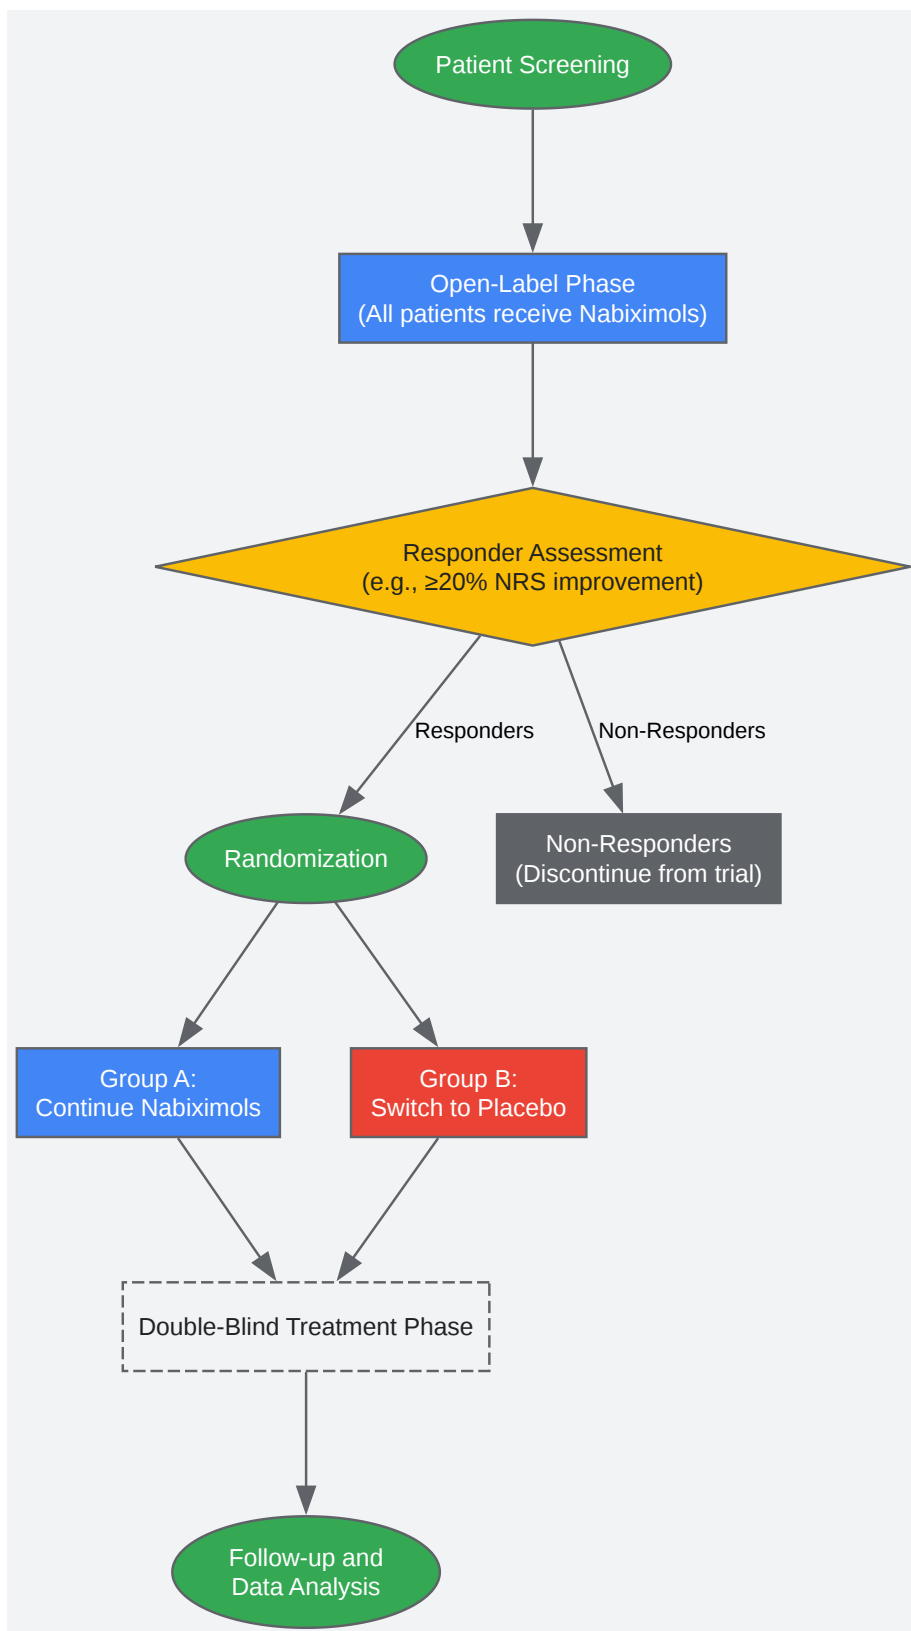 Patient Screening
Open-Label Phase
(All patients receive Nabiximols)
Responder Assessment
(e.g., ≥20% NRS improvement)
Responders
Non-Responders
Randomization
Non-Responders
(Discontinue from trial)
Group A:
Continue Nabiximols
Group B:
Switch to Placebo
Double-Blind Treatment Phase
Follow-up and
Data Analysis